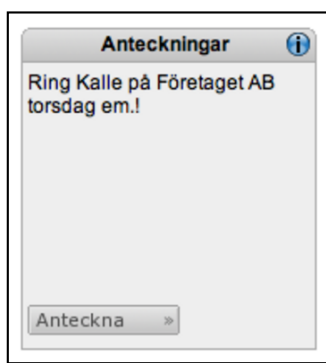 Anteckningar
Ring Kalle på Företaget AB
torsdag em.!
Anteckna »